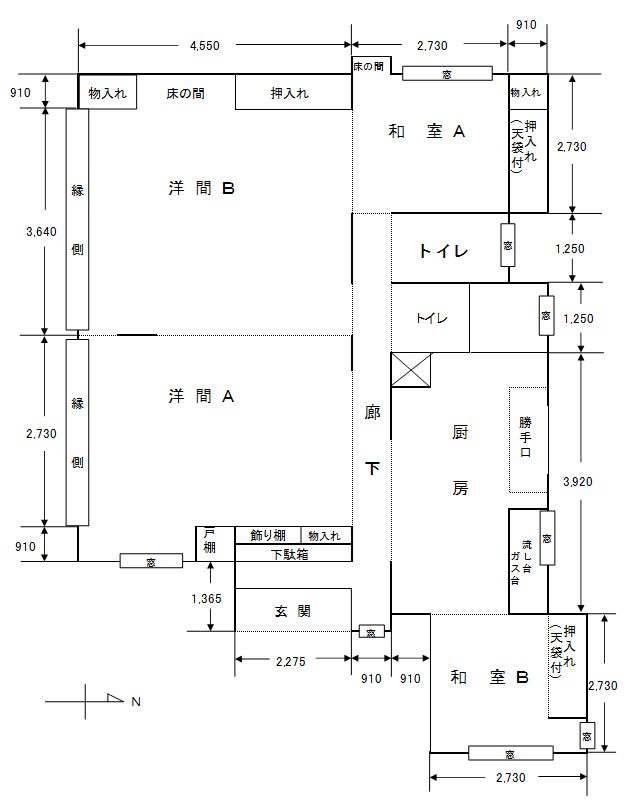 910
4,550
2,730
床の間
窓
910
物入れ
床の間
押入れ
物入れ
和 室 A
押入れ
(天袋付)
2,730
縁側
洋 間 B
3,640
トイレ
窓
1,250
トイレ
窓
1,250
洋 間 A
縁側
2,730
廊下
厨房
勝手口
3,920
戸棚
飾り棚
物入れ
910
下駄箱
窓
流し台
ガス台
窓
1,365
玄 関
窓
押入れ
(天袋付)
2,275
910
910
和 室 B
2,730
N
窓
窓
2,730